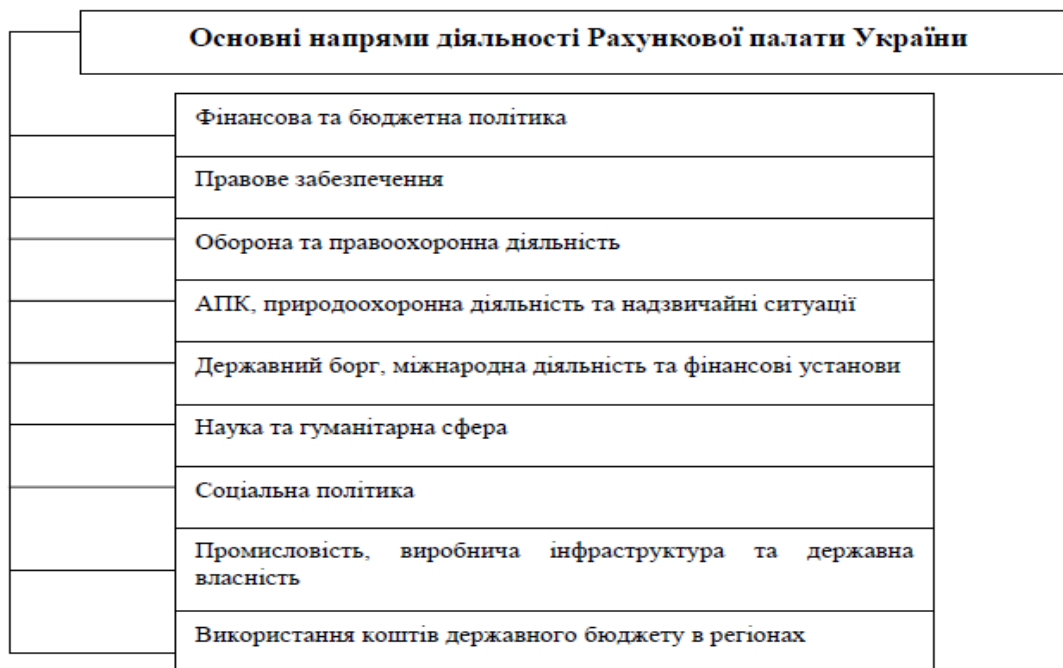 Основні напрями діяльності Рахункової палати України
Фінансова та бюджетна політика
Правове забезпечення
Оборона та правоохоронна діяльність
АПК, природоохоронна діяльність та надзвичайні ситуації
Державний борг, міжнародна діяльність та фінансові установи
Наука та гуманітарна сфера
Соціальна політика
Промисловість, виробнича інфраструктура та державна
власність
Використання коштів державного бюджету в регіонах